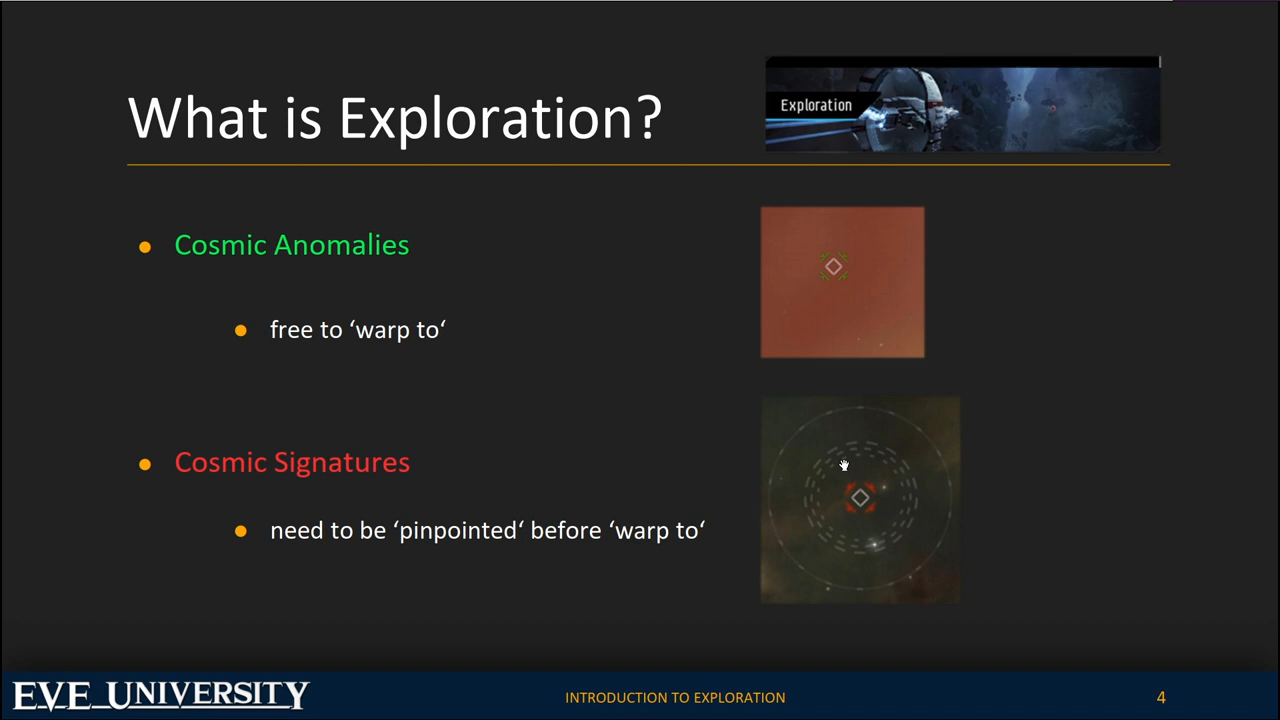 What is Exploration?
Exploration
Cosmic Anomalies
free to ‘warp to‘
Cosmic Signatures
need to be ‘pinpointed‘ before ‘warp to‘
EVE UNIVERSITY
INTRODUCTION TO EXPLORATION
4